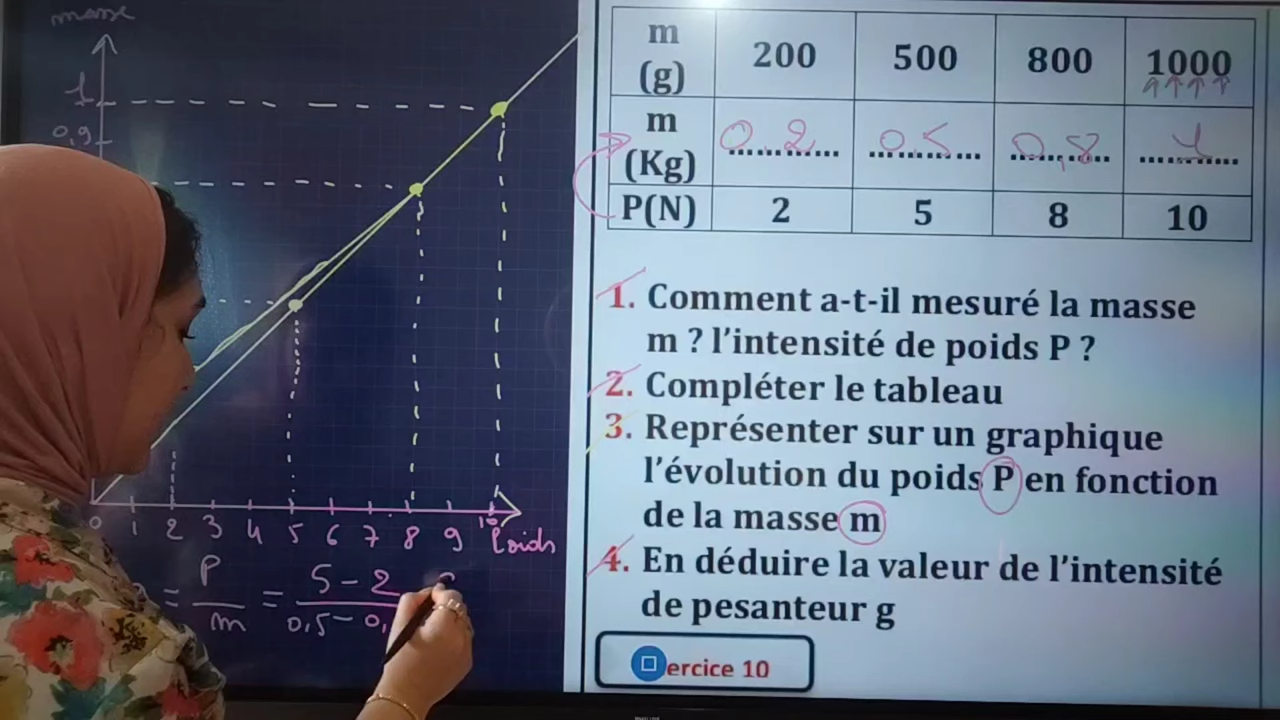 masse
1
0,9
0 1 2 3 4 5 6 7 8 9 10 Poids
= P / m = 5 - 2 / 0,5 - 0,
m (g) 200 500 800 1000
m (Kg) 0.2 0.5 0,8 1
P(N) 2 5 8 10
1. Comment a-t-il mesuré la masse
m ? l'intensité de poids P ?
2. Compléter le tableau
3. Représenter sur un graphique
l'évolution du poids P en fonction
de la masse m
4. En déduire la valeur de l'intensité
de pesanteur g
ercice 10